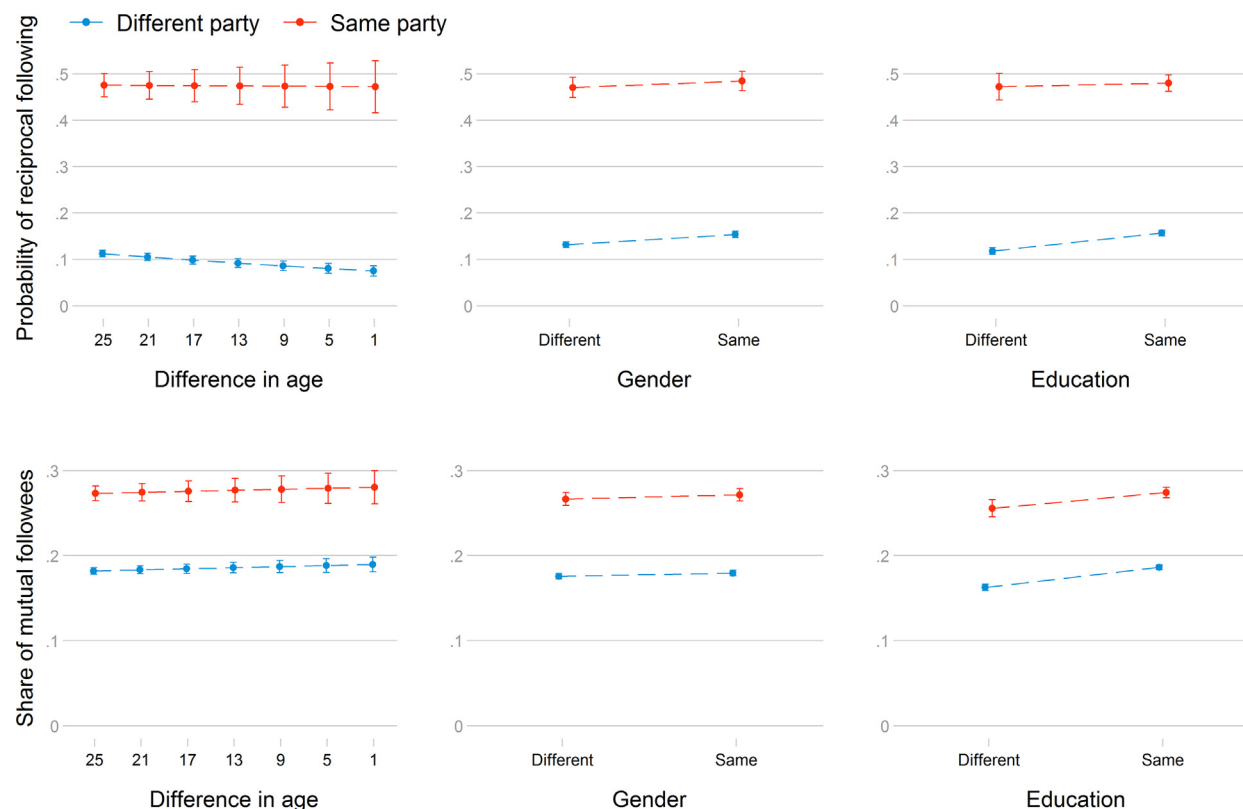 Different party Same party
Probability of reciprocal following
.5 .5 .5
.4 .4 .4
.3 .3 .3
.2 .2 .2
.1 .1 .1
0 0 0
25 21 17 13 9 5 1 Different Same Different Same
Difference in age Gender Education
Share of mutual followees
.3 .3 .3
.2 .2 .2
.1 .1 .1
0 0 0
25 21 17 13 9 5 1 Different Same Different Same
Difference in age Gender Education